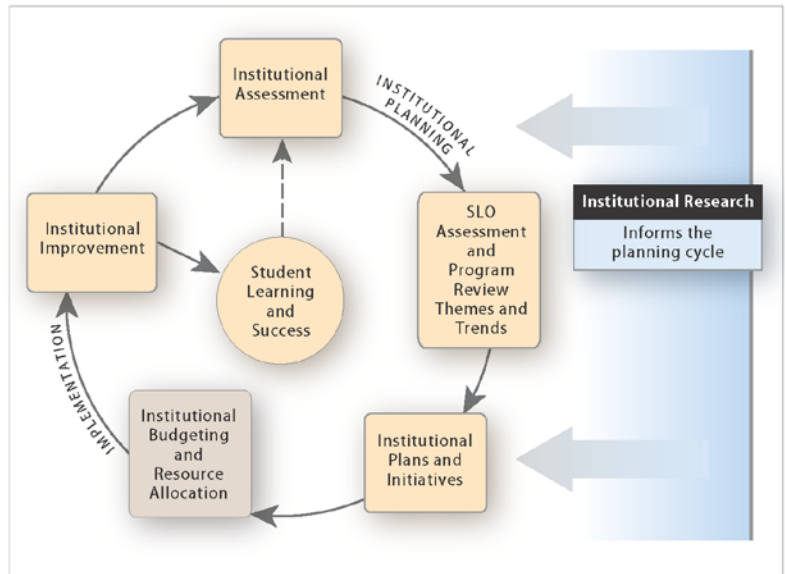 Institutional
Assessment
INSTITUTIONAL
PLANNING
SLO
Assessment
and
Program
Review
Themes and
Trends
Institutional Research
Informs the
planning cycle
Institutional
Improvement
Student
Learning
and
Success
IMPLEMENTATION
Institutional
Budgeting
and
Resource
Allocation
Institutional
Plans and
Initiatives